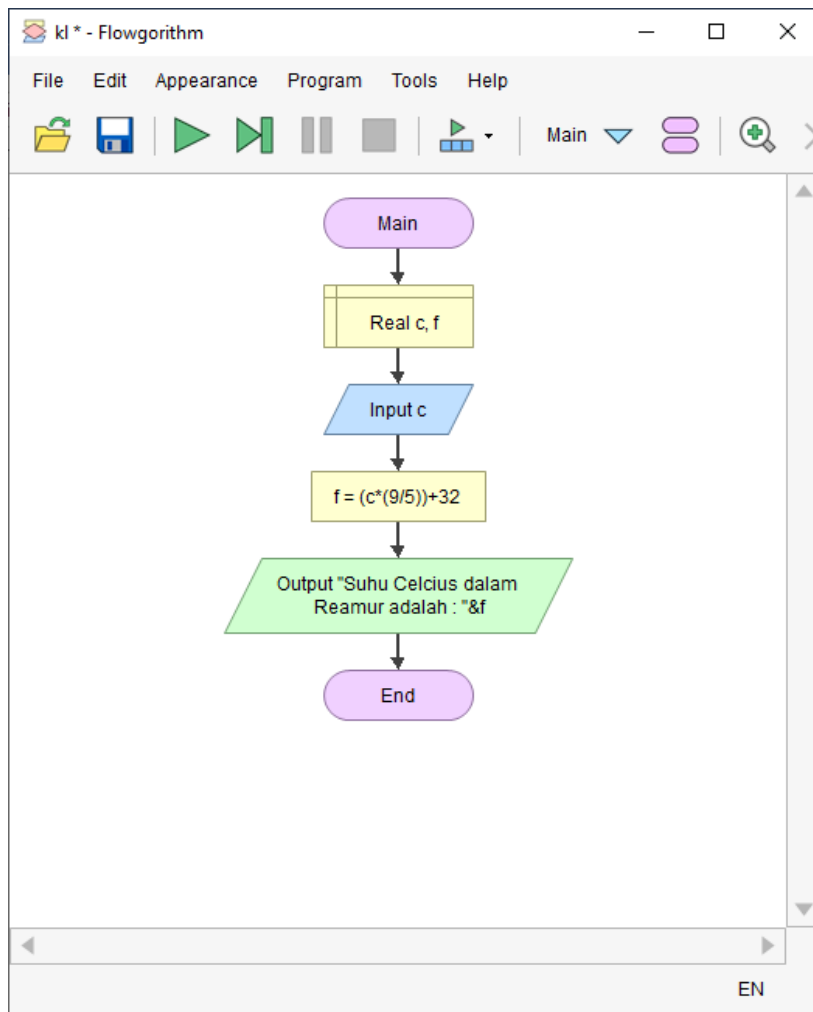 kl * - Flowgorithm
File Edit Appearance Program Tools Help
Main
Main
Real c, f
Input c
f = (c*(9/5))+32
Output "Suhu Celcius dalam
Reamur adalah : "&f
End
EN